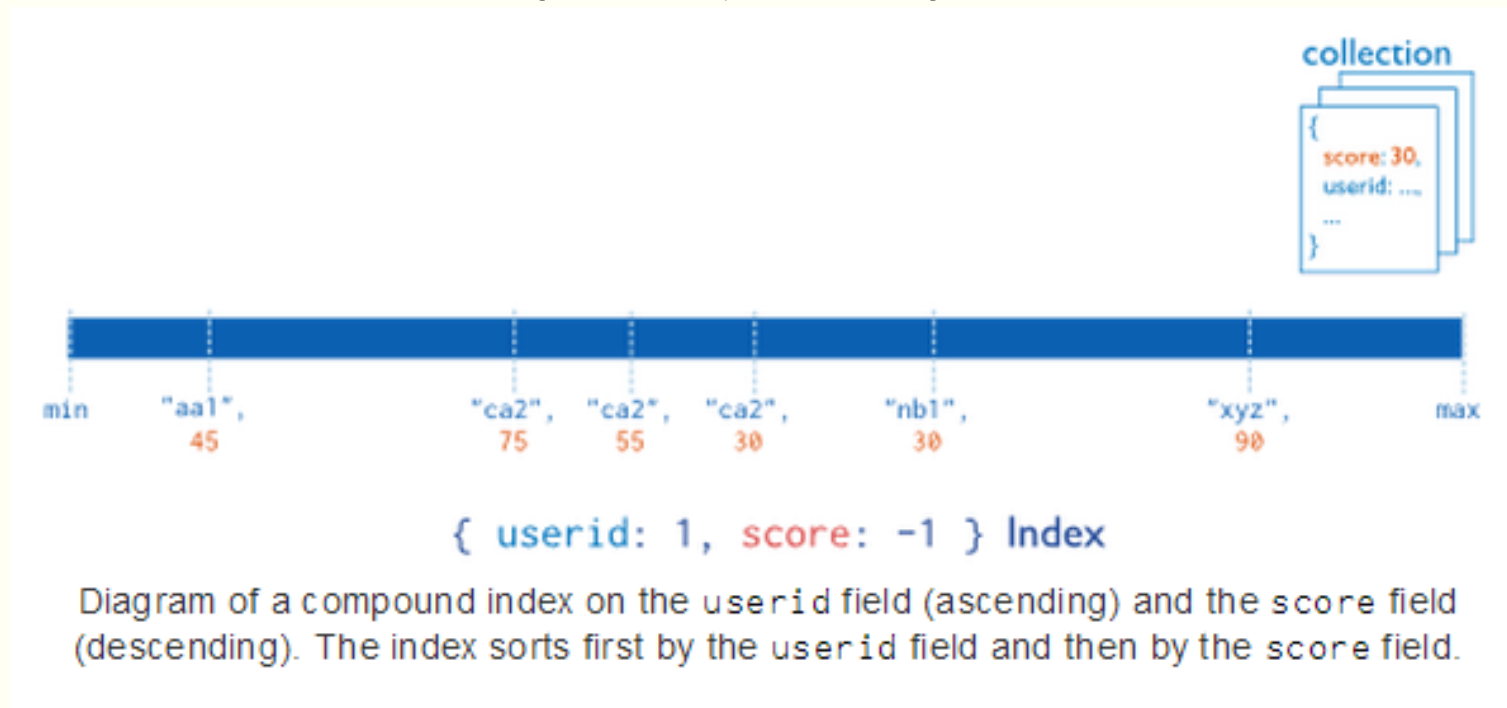 collection
{
score: 30,
userid: ...,
...
}
min "aa1", "ca2", "ca2", "ca2", "nb1", "xyz", max
45 75 55 30 30 90
{ userid: 1, score: -1 } Index
Diagram of a compound index on the userid field (ascending) and the score field
(descending). The index sorts first by the userid field and then by the score field.